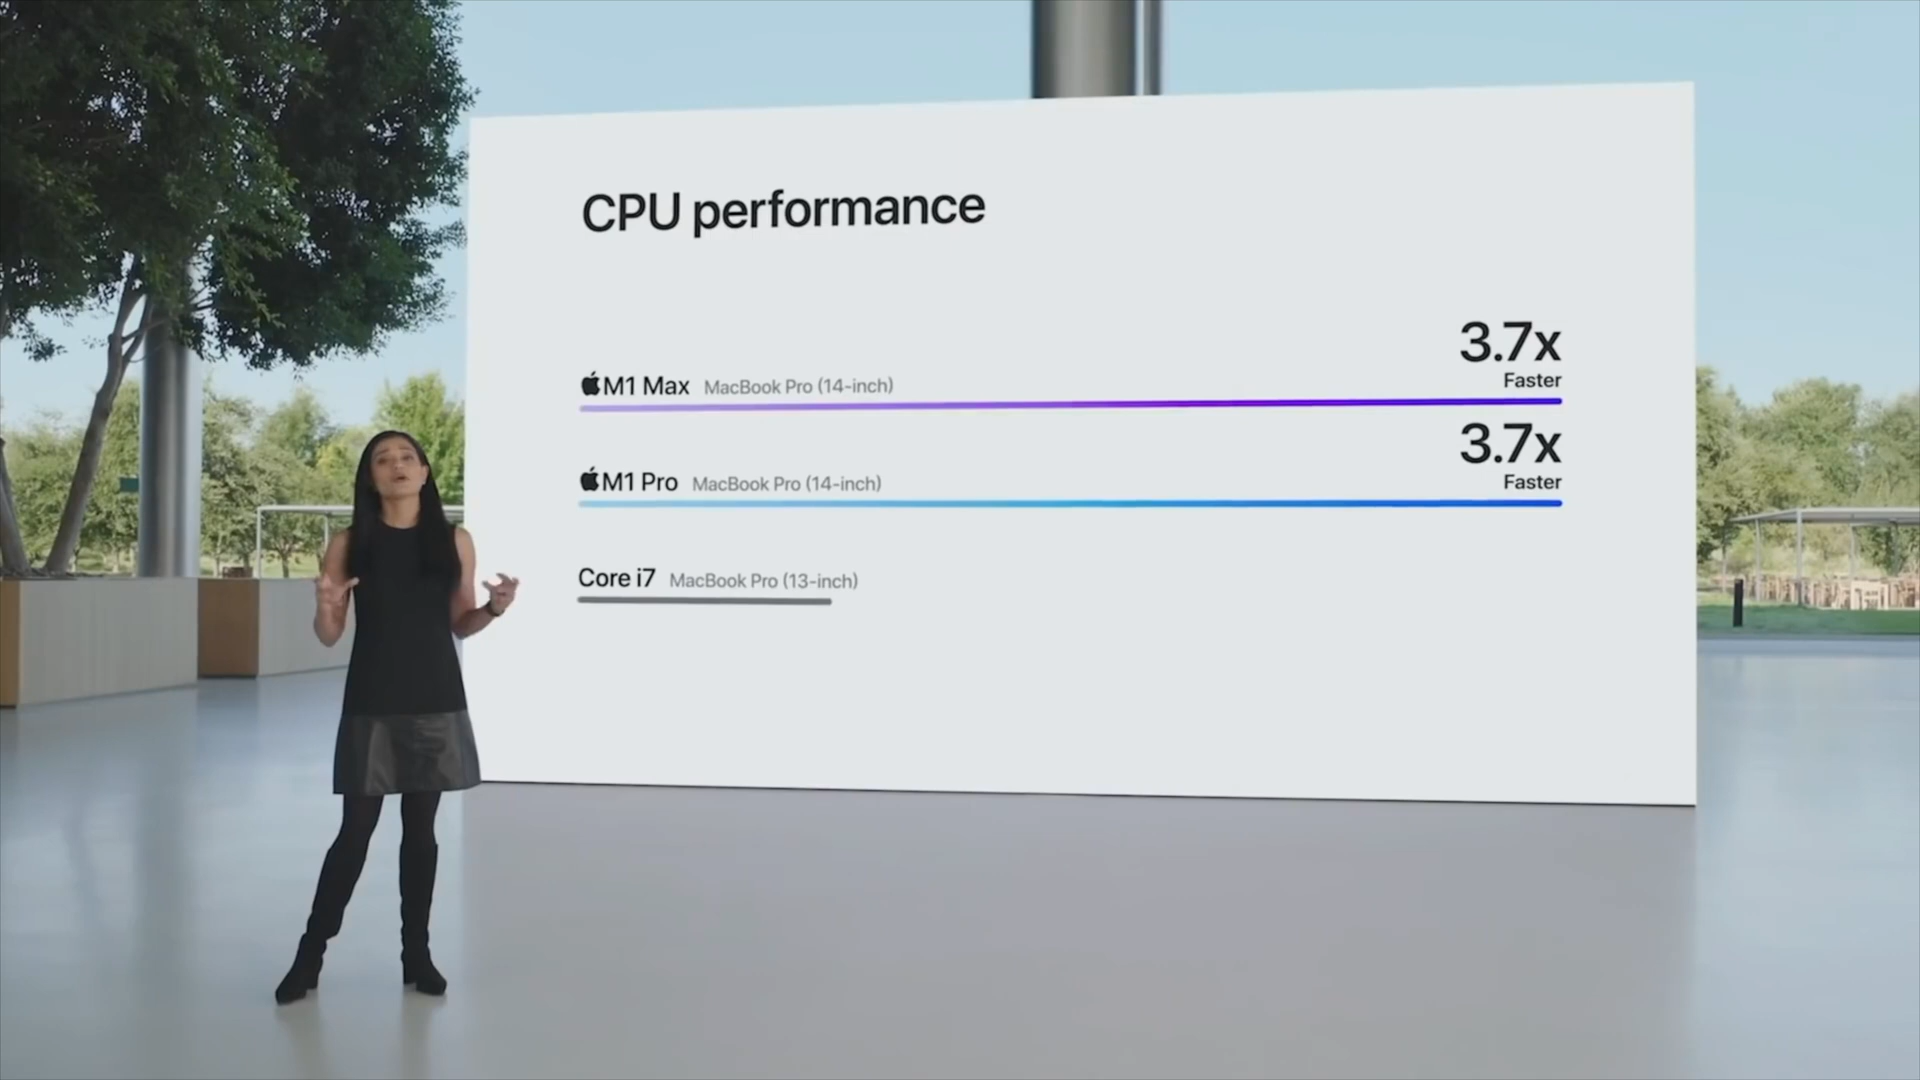 CPU performance
3.7x
Faster
M1 Max MacBook Pro (14-inch)
3.7x
Faster
M1 Pro MacBook Pro (14-inch)
Core i7 MacBook Pro (13-inch)